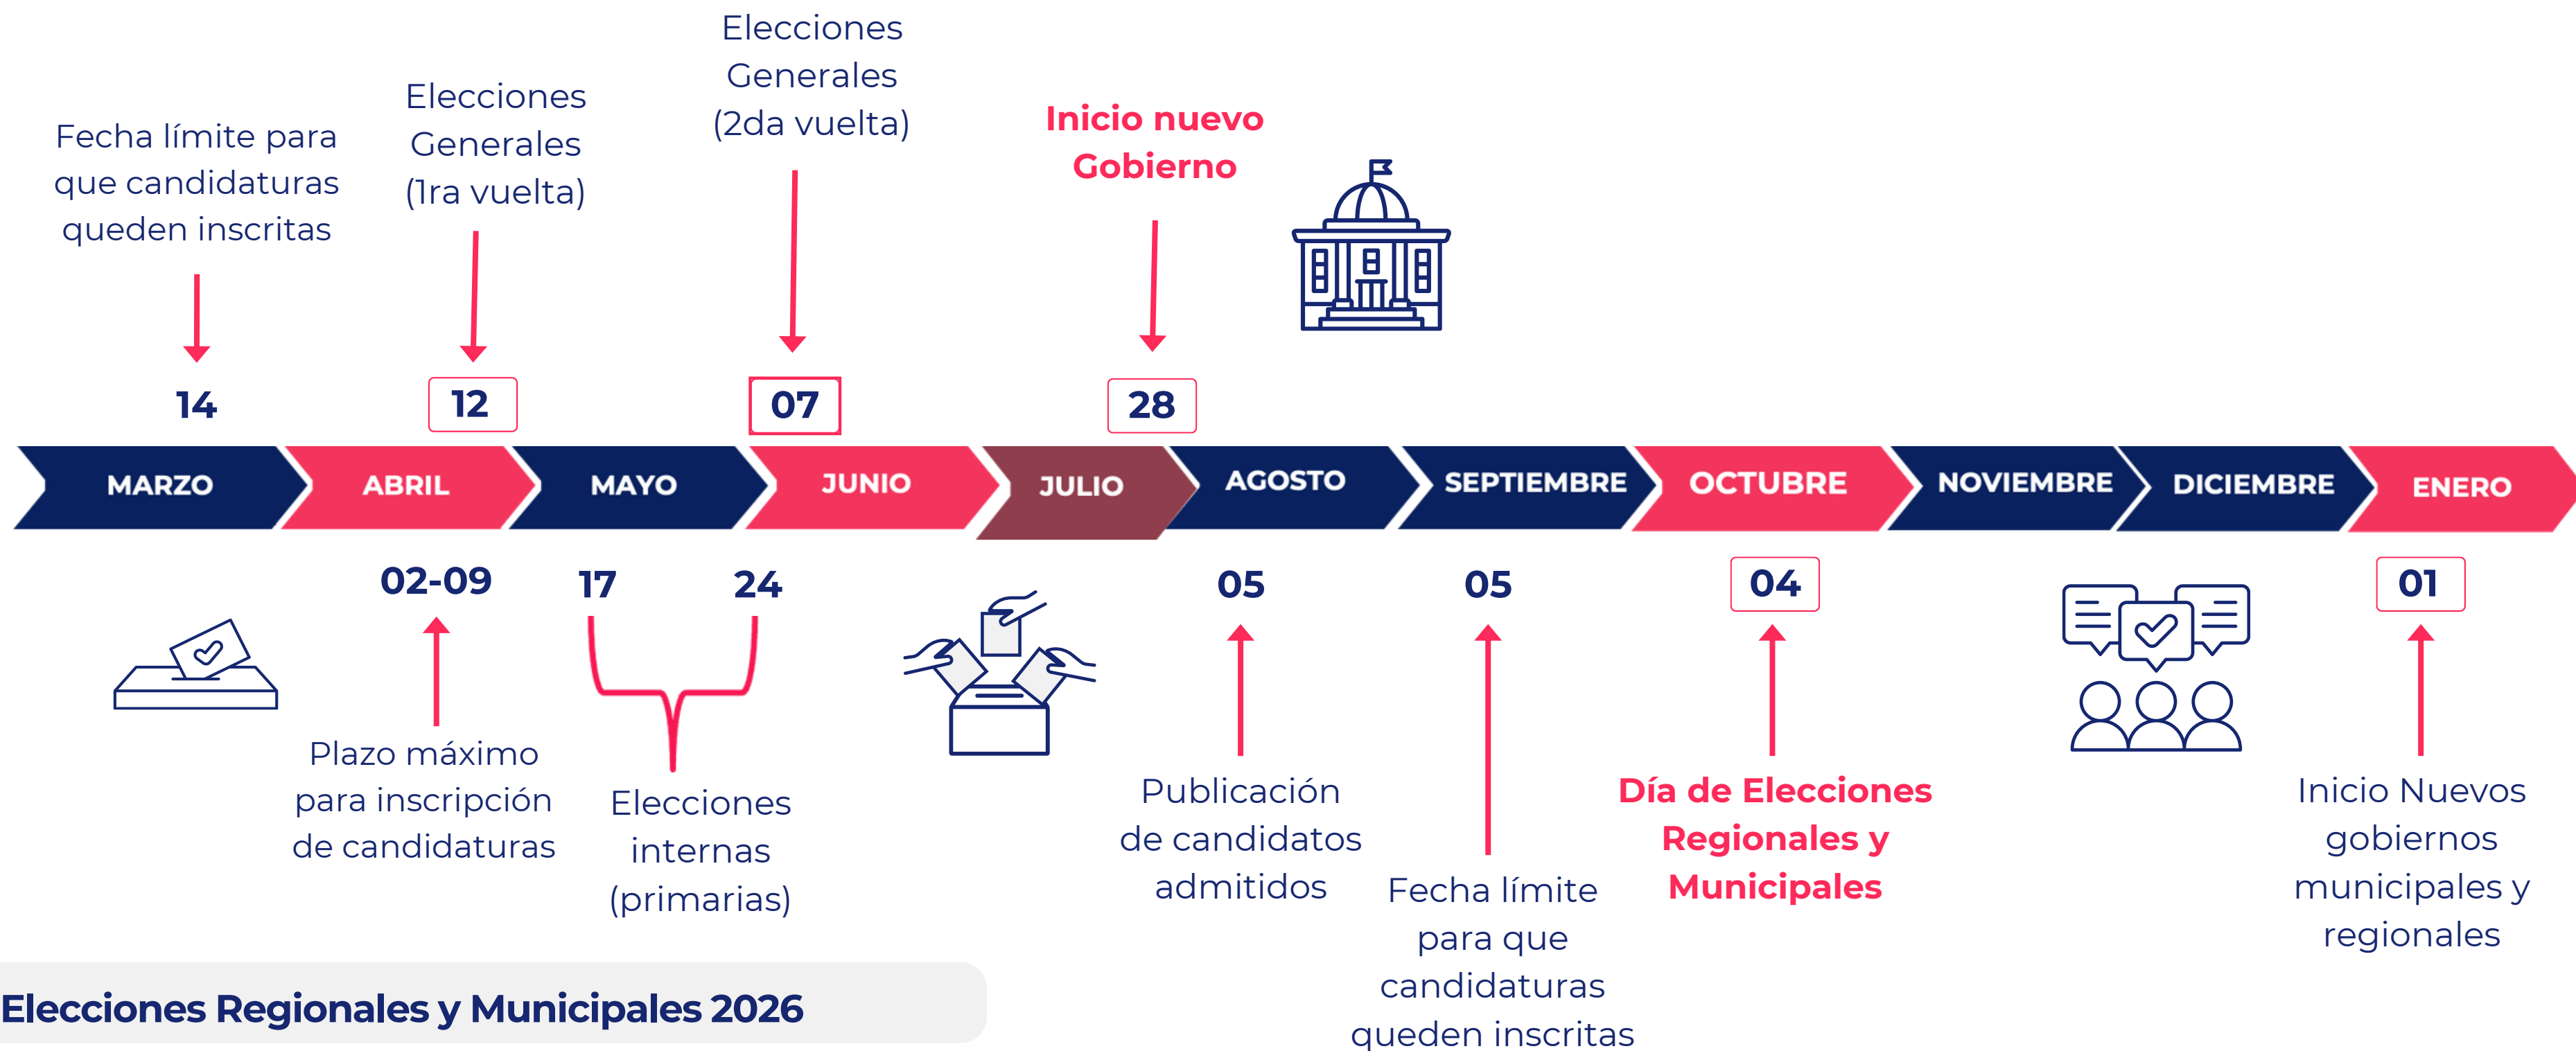 Fecha límite para
que candidaturas
queden inscritas
14
Elecciones
Generales
(1ra vuelta)
12
Elecciones
Generales
(2da vuelta)
07
Inicio nuevo
Gobierno
28
MARZO
ABRIL
MAYO
JUNIO
JULIO
AGOSTO
SEPTIEMBRE
OCTUBRE
NOVIEMBRE
DICIEMBRE
ENERO
02-09
Plazo máximo
para inscripción
de candidaturas
17
24
Elecciones
internas
(primarias)
05
Publicación
de candidatos
admitidos
05
Fecha límite
para que
candidaturas
queden inscritas
04
Día de Elecciones
Regionales y
Municipales
01
Inicio Nuevos
gobiernos
municipales y
regionales
Elecciones Regionales y Municipales 2026